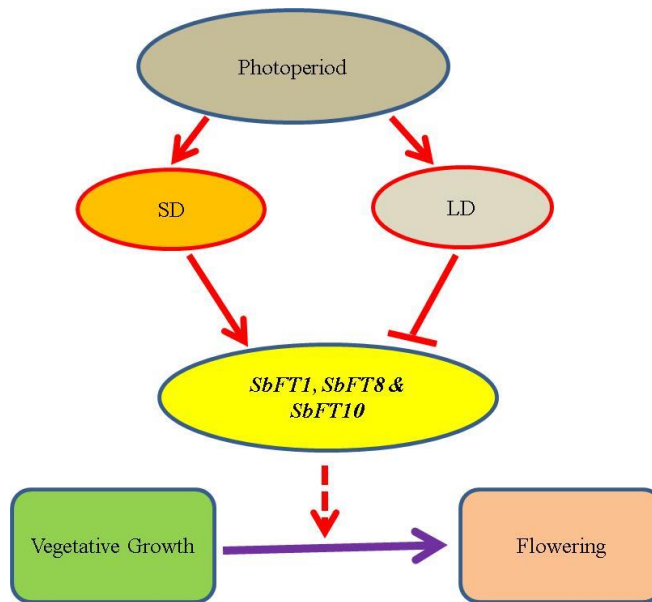 Photoperiod
SD
LD
SbFT1, SbFT8 &
SbFT10
Vegetative Growth
Flowering